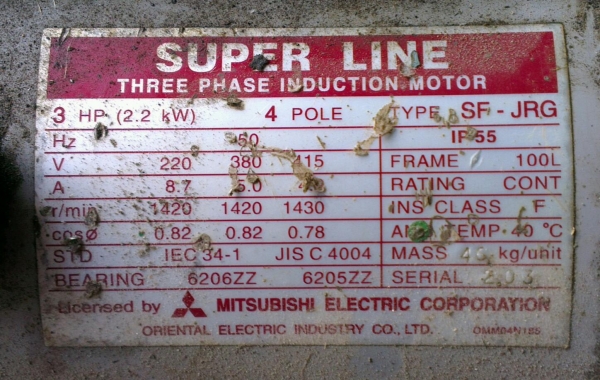 SUPER LINE
THREE PHASE INDUCTION MOTOR
3 HP (2.2 kW) 4 POLE TYPE SF-JRG
Hz 50 IP 55
V 220 380 415 FRAME 100L
A 8.7 5.0 RATING CONT
r/min 1420 1420 1430 INS CLASS F
cosø 0.82 0.82 0.78 TEMP 40 °C
STD IEC 34-1 JIS C 4004 MASS kg/unit
BEARING 6206ZZ 6205ZZ SERIAL
Licensed by MITSUBISHI ELECTRIC CORPORATION
ORIENTAL ELECTRIC INDUSTRY CO., LTD.